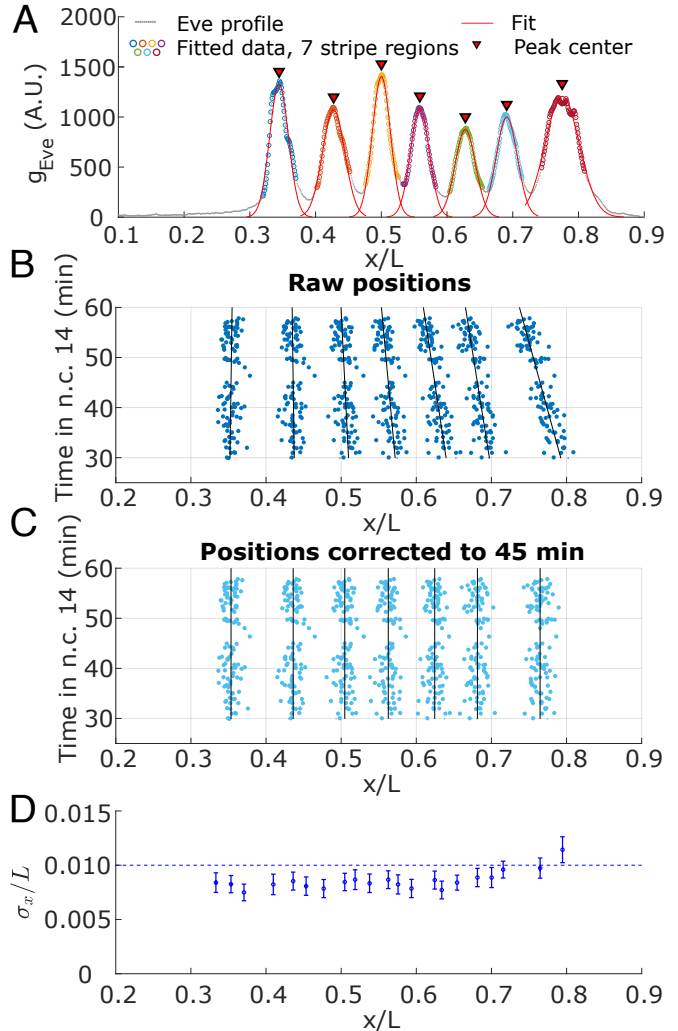 A
Eve profile
Fit
Fitted data, 7 stripe regions
Peak center
g_Eve (A.U.)
2000
1500
1000
500
0
0.1 0.2 0.3 0.4 0.5 0.6 0.7 0.8 0.9
x/L
B
Raw positions
Time in n.c. 14 (min)
60
50
40
30
0.2 0.3 0.4 0.5 0.6 0.7 0.8 0.9
x/L
C
Positions corrected to 45 min
Time in n.c. 14 (min)
60
50
40
30
0.2 0.3 0.4 0.5 0.6 0.7 0.8 0.9
x/L
D
σ_x/L
0.015
0.010
0.005
0
0.2 0.3 0.4 0.5 0.6 0.7 0.8 0.9
x/L